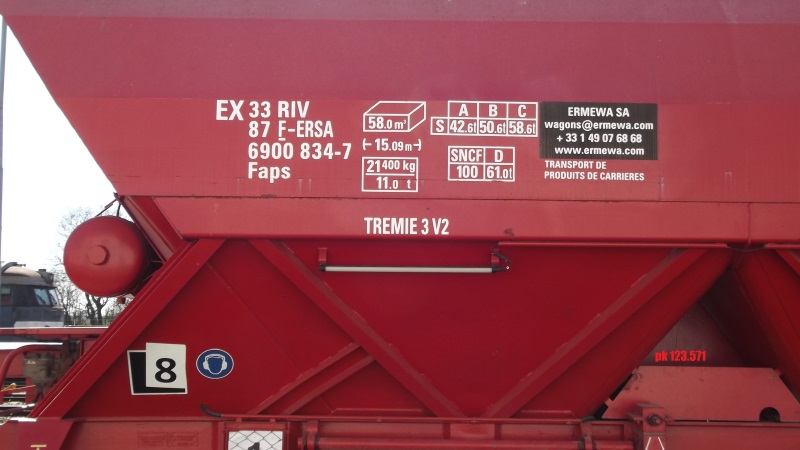 EX 33 RIV
87 F-ERSA
6900 834-7
Faps
58.0 m³
15.09 m
21 400 kg
11.0 t
A B C
S 42.6t 50.6t 58.6t
SNCF D
100 61.0t
ERMEWA SA
wagons@ermewa.com
+ 33 1 49 07 68 68
www.ermewa.com
TRANSPORT DE
PRODUITS DE CARRIERES
TREMIE 3 V2
8
pk 123.571